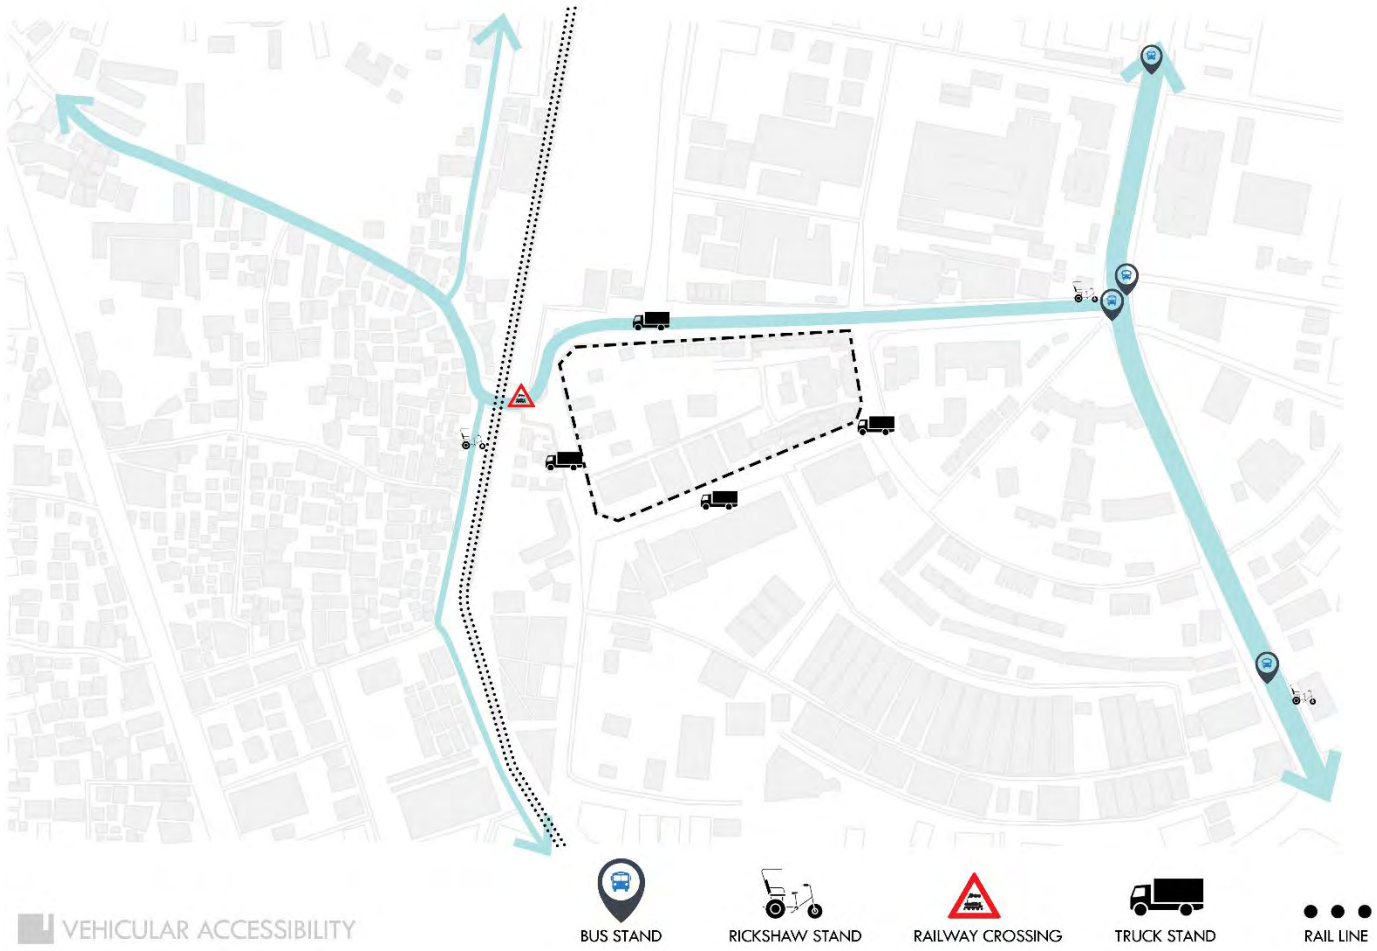 VEHICULAR ACCESSIBILITY
BUS STAND
RICKSHAW STAND
RAILWAY CROSSING
TRUCK STAND
RAIL LINE